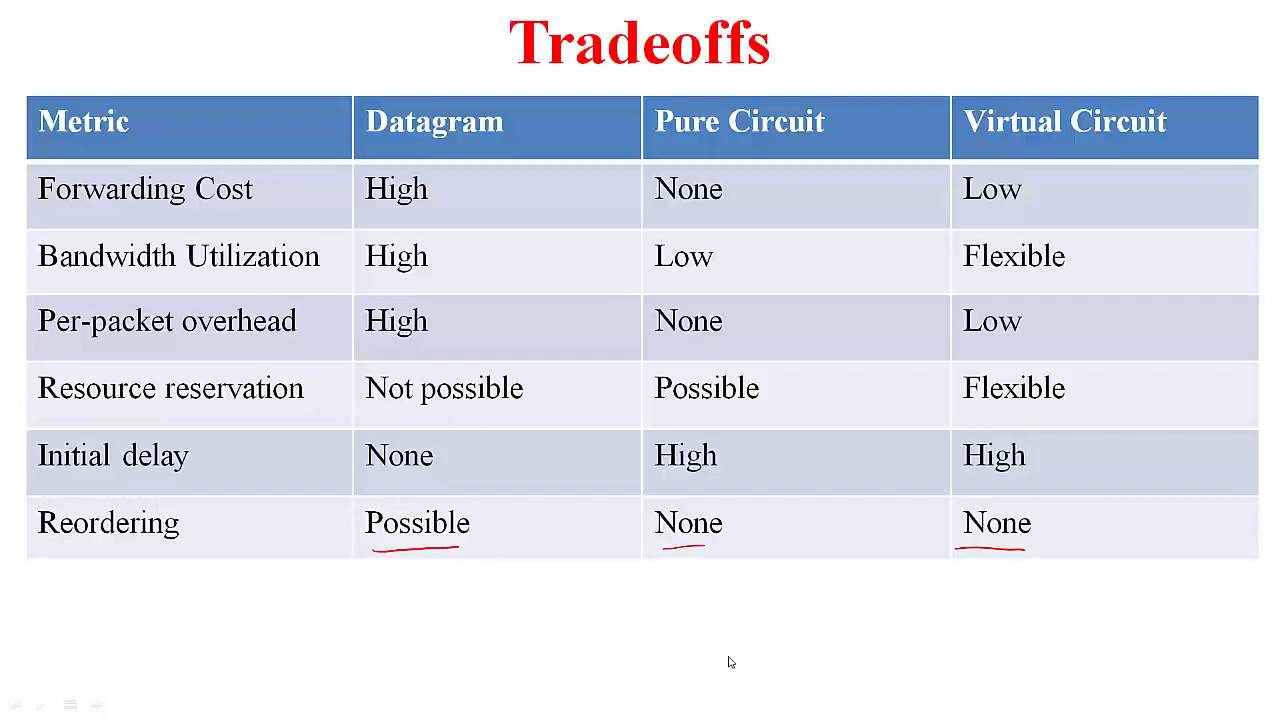 Tradeoffs
Metric Datagram Pure Circuit Virtual Circuit
Forwarding Cost High None Low
Bandwidth Utilization High Low Flexible
Per-packet overhead High None Low
Resource reservation Not possible Possible Flexible
Initial delay None High High
Reordering Possible None None